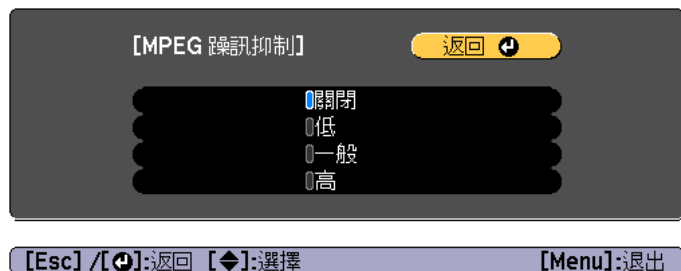 [MPEG 躁訊抑制] 返回
關閉
低
一般
高
[Esc] /[ ]:返回 [ ]:選擇 [Menu]:退出